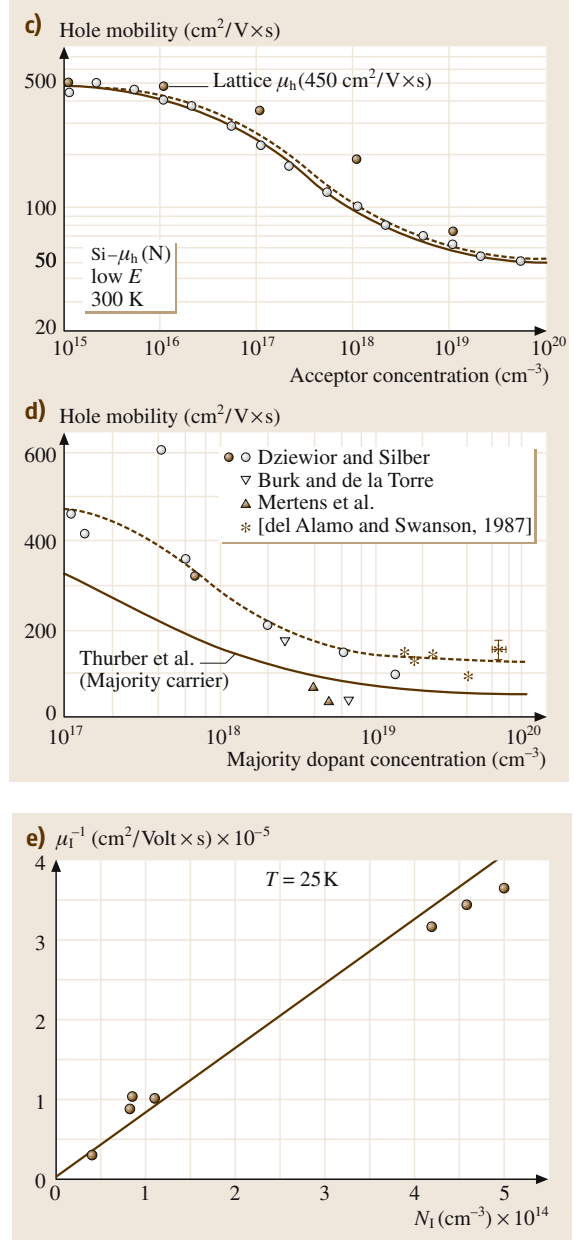 c) Hole mobility (cm²/V×s)
500
Lattice μh (450 cm²/V×s)
100
50
Si–μh (N)
low E
300 K
20
10¹⁵ 10¹⁶ 10¹⁷ 10¹⁸ 10¹⁹ 10²⁰
Acceptor concentration (cm⁻³)
d) Hole mobility (cm²/V×s)
600
Dziewior and Silber
Burk and de la Torre
Mertens et al.
[del Alamo and Swanson, 1987]
400
200
Thurber et al.
(Majority carrier)
0
10¹⁷ 10¹⁸ 10¹⁹ 10²⁰
Majority dopant concentration (cm⁻³)
e) μI⁻¹ (cm²/Volt×s)×10⁻⁵
4
T = 25 K
3
2
1
0
0 1 2 3 4 5
NI (cm⁻³)×10¹⁴